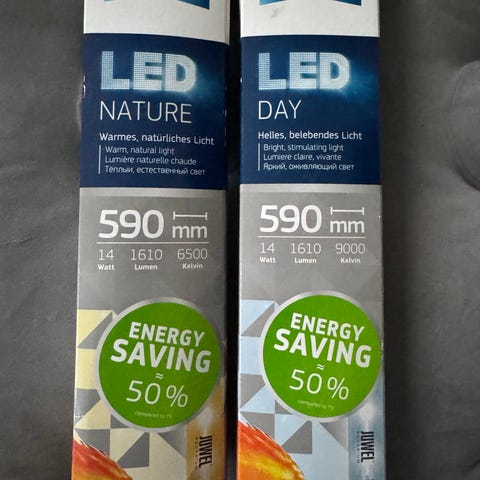 LED
NATURE
Warmes, natürliches Licht
Warm, natural light
Lumière naturelle chaude
Тёплый, естественный свет
590 mm
14 1610 6500
Watt Lumen Kelvin
ENERGY
SAVING
≈
50%
compared to T5
JUWEL
LED
DAY
Helles, belebendes Licht
Bright, stimulating light
Lumiere claire, vivante
Яркий, оживляющий свет
590 mm
14 1610 9000
Watt Lumen Kelvin
ENERGY
SAVING
≈
50%
compared to T5
JUWEL